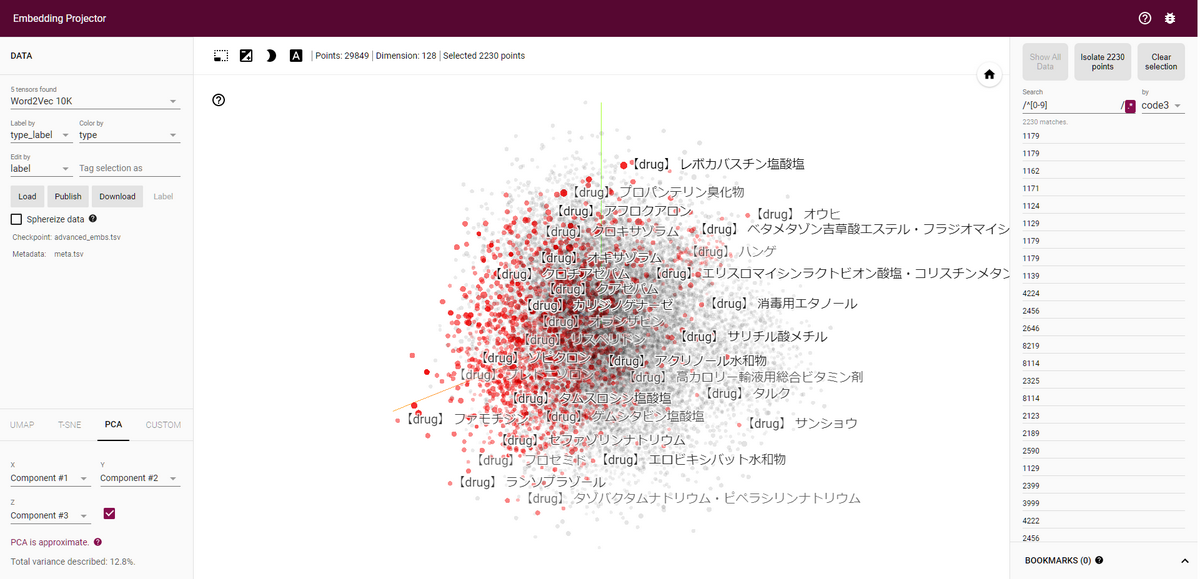 Embedding Projector
DATA
5 tensors found
Word2Vec 10K
Label by
Color by
type_label
type
Edit by
label
Tag selection as
Load
Publish
Download
Label
Sphereize data
Checkpoint: advanced_embs.tsv
Metadata: meta.tsv
UMAP
T-SNE
PCA
CUSTOM
X
Y
Component #1
Component #2
Z
Component #3
PCA is approximate.
Total variance described: 12.8%.
A
Points: 29849 | Dimension: 128 | Selected 2230 points
【drug】 レボカバスチン塩酸塩
【drug】 プロパンテリン臭化物
【drug】 アフロクアロン
【drug】 オウヒ
【drug】 クロキサゾラム
【drug】 ベタメタゾン吉草酸エステル・フラジオマイシ
【drug】 ハンゲ
【drug】 オキサゾラム
【drug】 クロチアゼパム
【drug】 エリスロマイシンラクトビオン酸塩・コリスチンメタン
【drug】 クアゼパム
【drug】 カリジノゲナーゼ
【drug】 消毒用エタノール
【drug】 オランザピン
【drug】 リスペリドン
【drug】 サリチル酸メチル
【drug】 ゾピクロン
【drug】 アクリノール水和物
【drug】 プレドニゾロン
【drug】 高カロリー輸液用総合ビタミン剤
【drug】 タルク
【drug】 タムスロシン塩酸塩
【drug】 ファモチジン
【drug】 ゲムシタビン塩酸塩
【drug】 サンショウ
【drug】 セファゾリンナトリウム
【drug】 フロセミド
【drug】 エロビキシバット水和物
【drug】 ランソプラゾール
【drug】 タゾバクタムナトリウム・ピペラシリンナトリウム
Show All Data
Isolate 2230 points
Clear selection
Search
by
/^[0-9]
/
.*
code3
2230 matches.
1179
1179
1162
1171
1124
1129
1179
1179
1139
4224
2456
2646
8219
8114
2325
8114
2123
2189
2590
1129
2399
3999
4222
2456
BOOKMARKS (0)